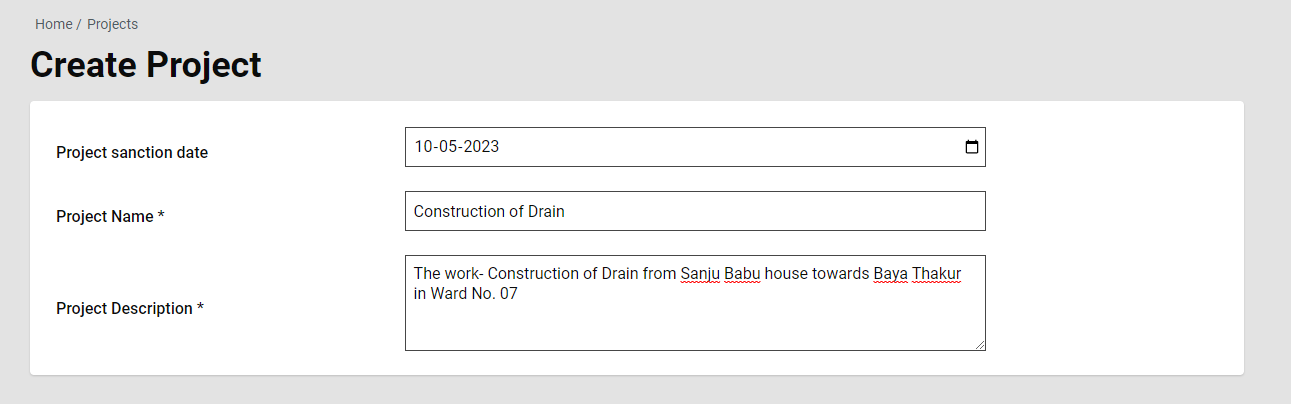 Home / Projects
Create Project
Project sanction date
10-05-2023
Project Name *
Construction of Drain
Project Description *
The work- Construction of Drain from Sanju Babu house towards Baya Thakur
in Ward No. 07